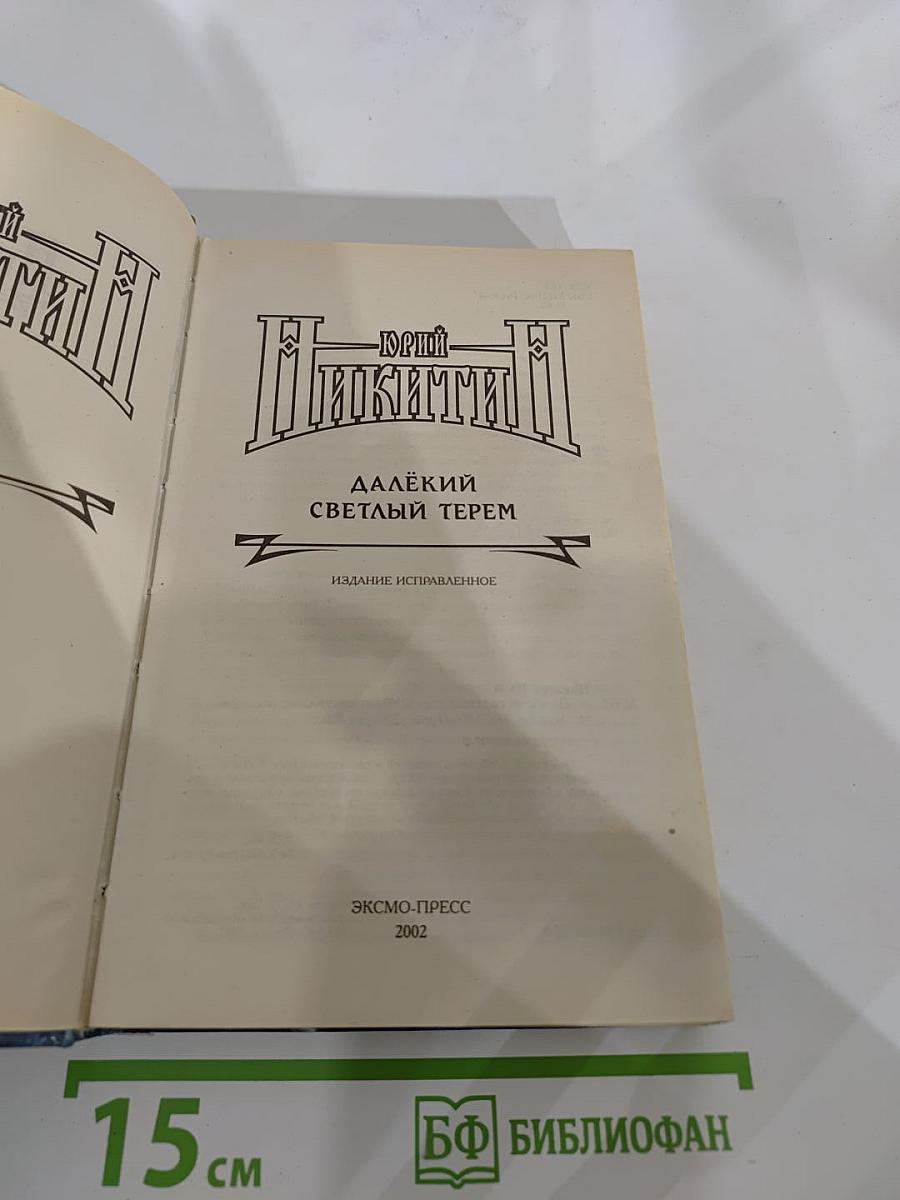 ЮРИЙ
НИКИТИН
ДАЛЁКИЙ
СВЕТЛЫЙ ТЕРЕМ
ИЗДАНИЕ ИСПРАВЛЕННОЕ
ЭКСМО-ПРЕСС
2002
15 см
БФ БИБЛИОФАН